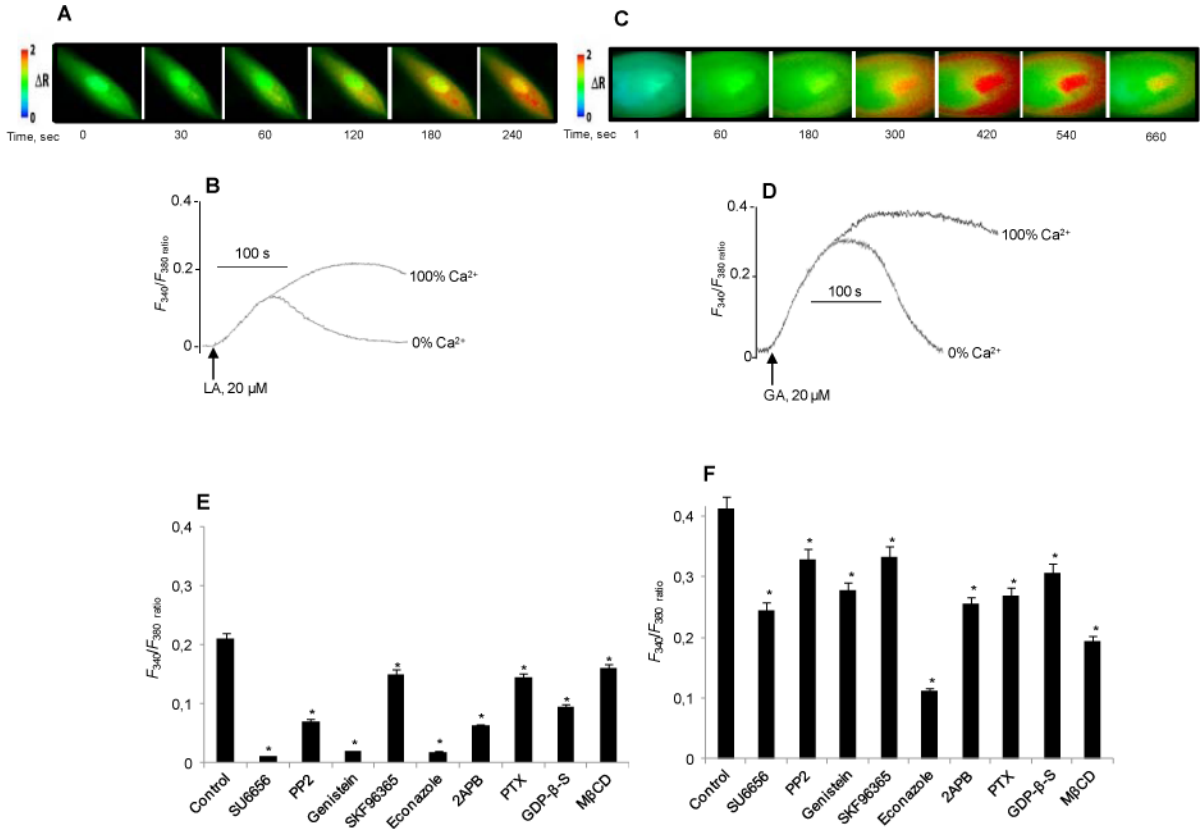 A
2
ΔR
0
Time, sec
0
30
60
120
180
240
C
2
ΔR
0
Time, sec
1
60
180
300
420
540
660
B
0.4
0.2
0
F340/F380 ratio
100 s
100% Ca2+
0% Ca2+
LA, 20 µM
D
0.4
0.2
0
F340/F380 ratio
100 s
100% Ca2+
0% Ca2+
GA, 20 µM
E
0,4
0,3
0,2
0,1
0
F340/F380 ratio
* * * * * * * * *
Control
SU6656
PP2
Genistein
SKF96365
Econazole
2APB
PTX
GDP-β-S
MβCD
F
0,4
0,3
0,2
0,1
0
F340/F380 ratio
* * * * * * * * *
Control
SU6656
PP2
Genistein
SKF96365
Econazole
2APB
PTX
GDP-β-S
MβCD